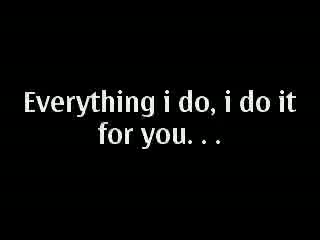 Everything i do, i do it
for you. . .